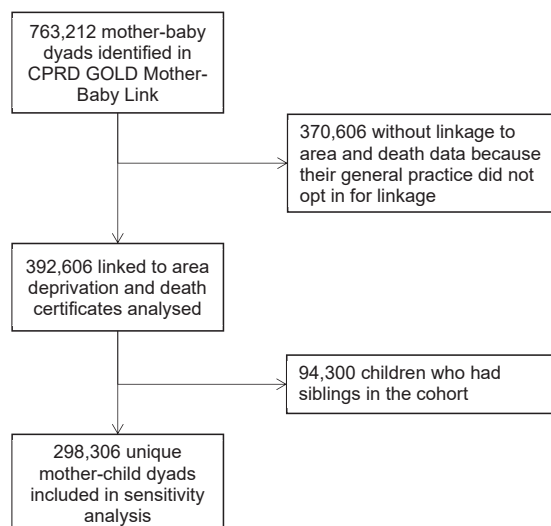 763,212 mother-baby
dyads identified in
CPRD GOLD Mother-
Baby Link
370,606 without linkage to
area and death data because
their general practice did not
opt in for linkage
392,606 linked to area
deprivation and death
certificates analysed
94,300 children who had
siblings in the cohort
298,306 unique
mother-child dyads
included in sensitivity
analysis